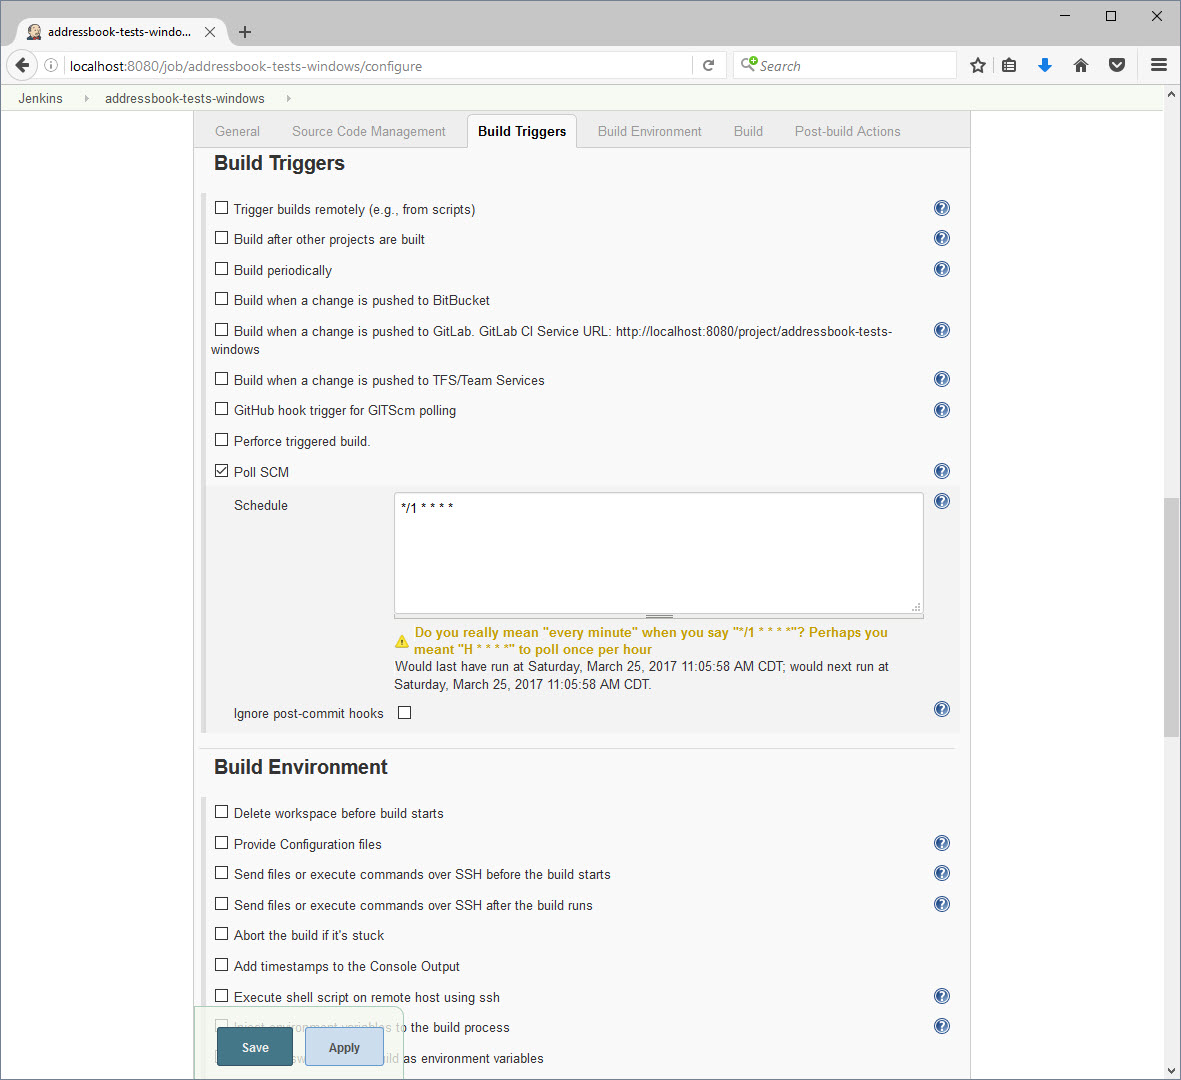 addressbook-tests-windo...
localhost:8080/job/addressbook-tests-windows/configure
Search
Jenkins
addressbook-tests-windows
General
Source Code Management
Build Triggers
Build Environment
Build
Post-build Actions
Build Triggers
Trigger builds remotely (e.g., from scripts)
Build after other projects are built
Build periodically
Build when a change is pushed to BitBucket
Build when a change is pushed to GitLab. GitLab CI Service URL: http://localhost:8080/project/addressbook-tests-
windows
Build when a change is pushed to TFS/Team Services
GitHub hook trigger for GITScm polling
Perforce triggered build.
Poll SCM
Schedule
*/1 * * * *
Do you really mean "every minute" when you say "*/1 * * * *"? Perhaps you
meant "H * * * *" to poll once per hour
Would last have run at Saturday, March 25, 2017 11:05:58 AM CDT; would next run at
Saturday, March 25, 2017 11:05:58 AM CDT.
Ignore post-commit hooks
Build Environment
Delete workspace before build starts
Provide Configuration files
Send files or execute commands over SSH before the build starts
Send files or execute commands over SSH after the build runs
Abort the build if it's stuck
Add timestamps to the Console Output
Execute shell script on remote host using ssh
Inject environment variables to the build process
as environment variables
Save
Apply